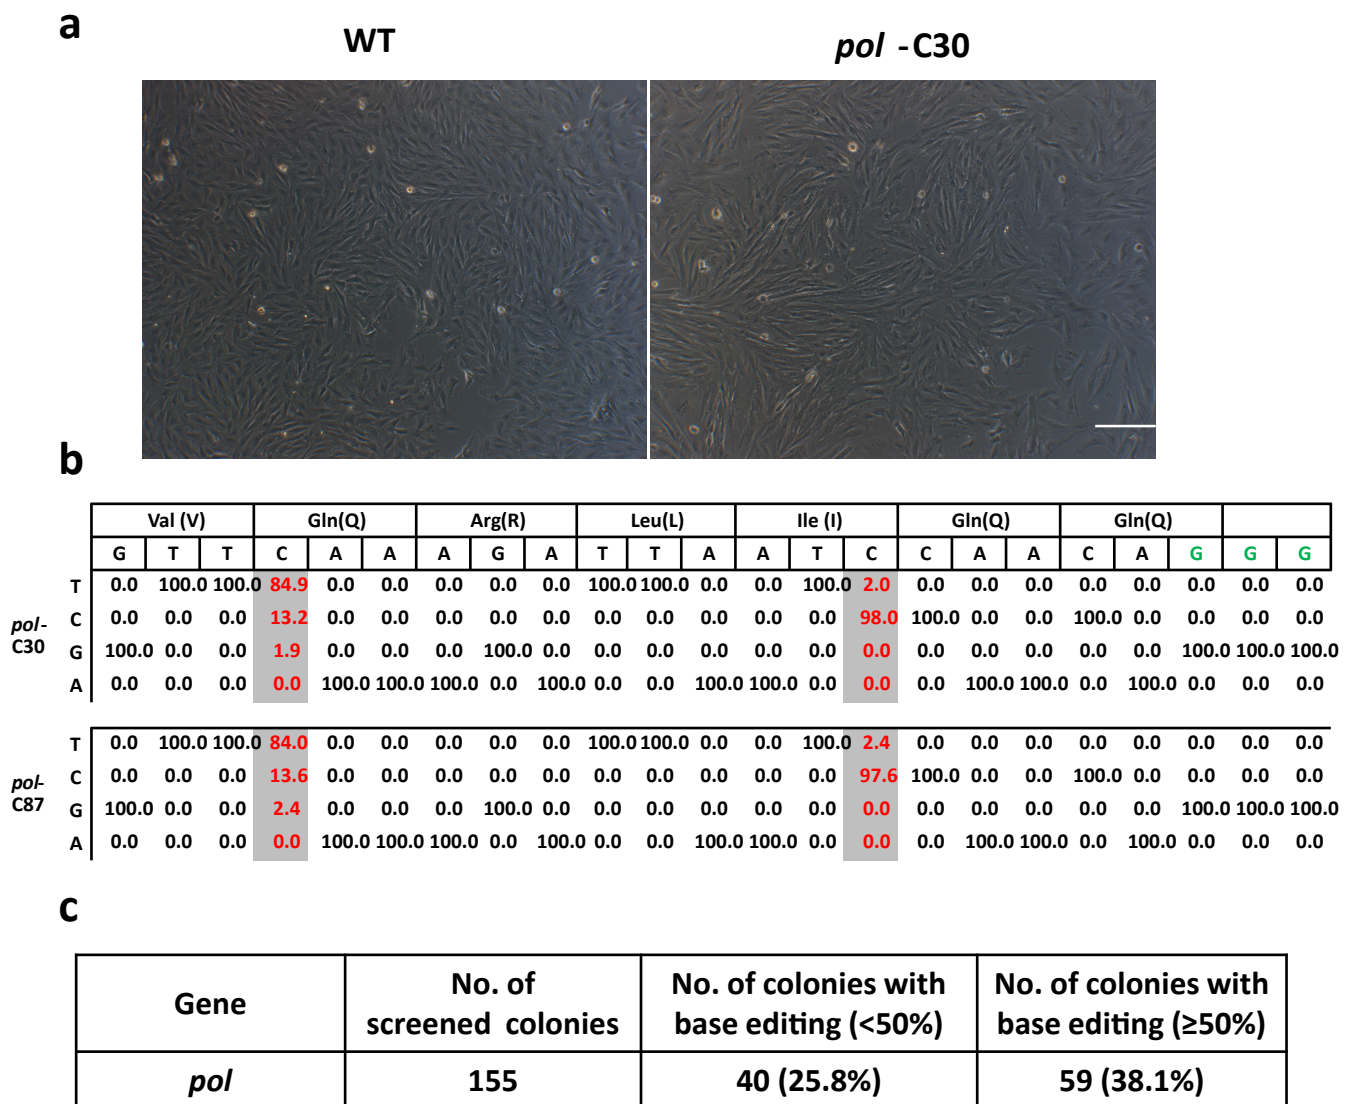 a
WT
pol -C30
b
Val (V) Gln(Q) Arg(R) Leu(L) Ile (I) Gln(Q) Gln(Q)
G T T C A A A G A T T A A T C C A A C A G G G
pol-C30
T 0.0 100.0 100.0 84.9 0.0 0.0 0.0 0.0 0.0 100.0 100.0 0.0 0.0 100.0 2.0 0.0 0.0 0.0 0.0 0.0 0.0 0.0 0.0
C 0.0 0.0 0.0 13.2 0.0 0.0 0.0 0.0 0.0 0.0 0.0 0.0 0.0 0.0 98.0 100.0 0.0 0.0 100.0 0.0 0.0 0.0 0.0
G 100.0 0.0 0.0 1.9 0.0 0.0 0.0 100.0 0.0 0.0 0.0 0.0 0.0 0.0 0.0 0.0 0.0 0.0 0.0 0.0 100.0 100.0 100.0
A 0.0 0.0 0.0 0.0 100.0 100.0 100.0 0.0 100.0 0.0 0.0 100.0 100.0 0.0 0.0 0.0 100.0 100.0 0.0 100.0 0.0 0.0 0.0
pol-C87
T 0.0 100.0 100.0 84.0 0.0 0.0 0.0 0.0 0.0 100.0 100.0 0.0 0.0 100.0 2.4 0.0 0.0 0.0 0.0 0.0 0.0 0.0 0.0
C 0.0 0.0 0.0 13.6 0.0 0.0 0.0 0.0 0.0 0.0 0.0 0.0 0.0 0.0 97.6 100.0 0.0 0.0 100.0 0.0 0.0 0.0 0.0
G 100.0 0.0 0.0 2.4 0.0 0.0 0.0 100.0 0.0 0.0 0.0 0.0 0.0 0.0 0.0 0.0 0.0 0.0 0.0 0.0 100.0 100.0 100.0
A 0.0 0.0 0.0 0.0 100.0 100.0 100.0 0.0 100.0 0.0 0.0 100.0 100.0 0.0 0.0 0.0 100.0 100.0 0.0 100.0 0.0 0.0 0.0
c
Gene
No. of
screened colonies
No. of colonies with
base editing (<50%)
No. of colonies with
base editing (≥50%)
pol 155 40 (25.8%) 59 (38.1%)